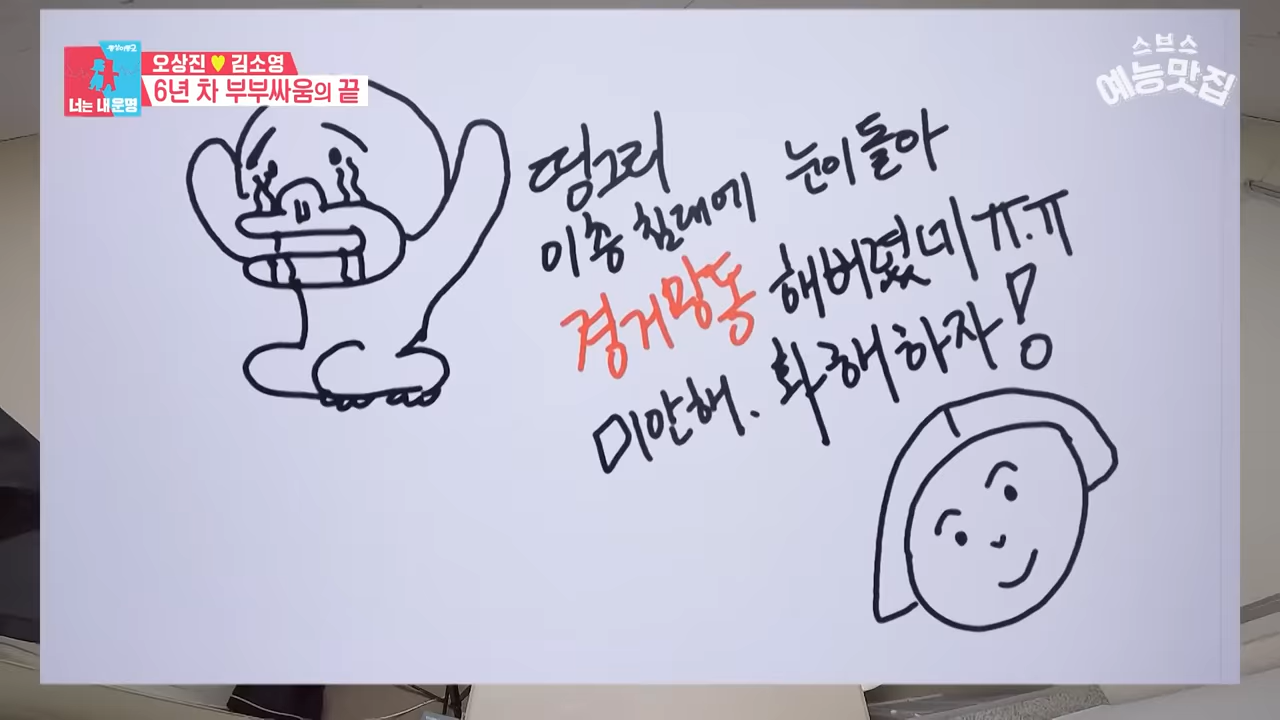 너는 내 운명
오상진♥김소영
6년 차 부부싸움의 끝
스브스
예능맛집
띵그리
이층 침대에 눈이 돌아
경거망동 해버렸네 ㅠ.ㅠ
미안해. 화해하자!